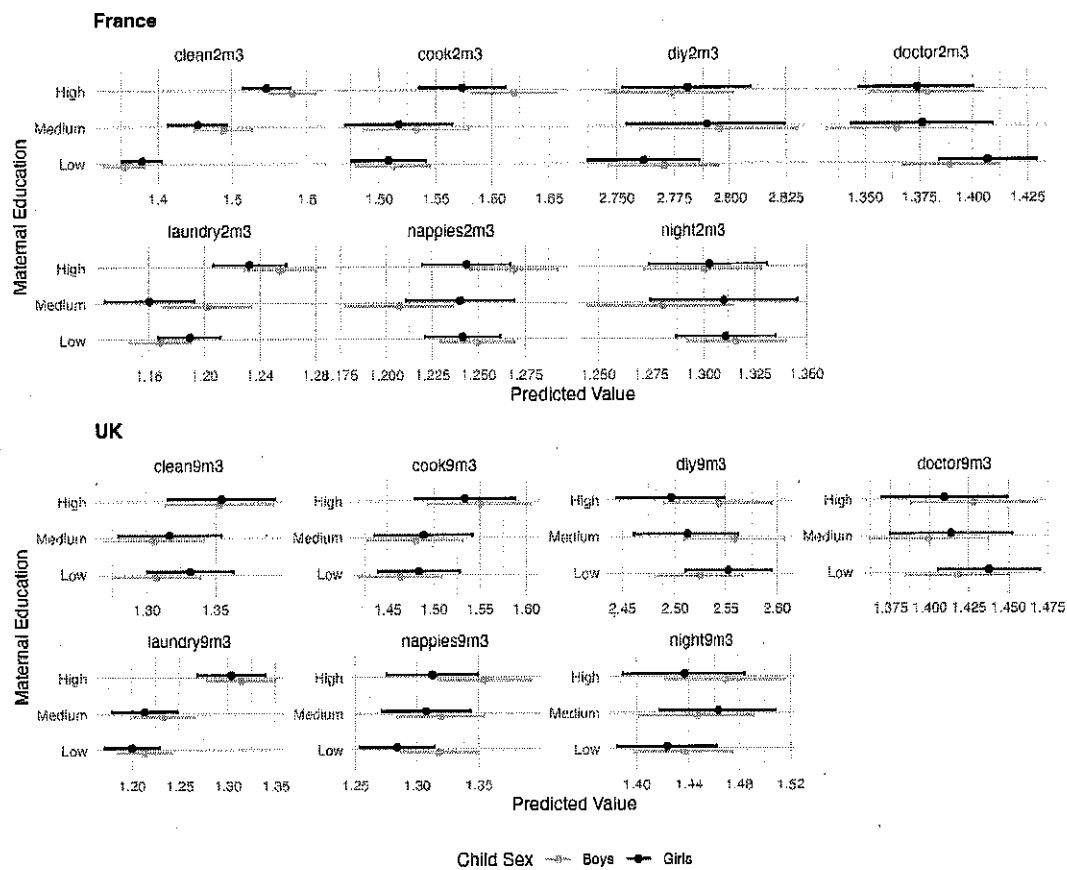 France
clean2m3 cook2m3 diy2m3 doctor2m3
High
Medium
Low
1.4 1.5 1.6 1.50 1.55 1.60 1.65 2.750 2.775 2.800 2.825 1.350 1.375 1.400 1.425
laundry2m3 nappies2m3 night2m3
High
Medium
Low
1.16 1.20 1.24 1.28 1.175 1.200 1.225 1.250 1.275 1.250 1.275 1.300 1.325 1.350
Maternal Education
Predicted Value
UK
clean9m3 cook9m3 diy9m3 doctor9m3
High High High High
Medium Medium Medium Medium
Low Low Low Low
1.30 1.35 1.45 1.50 1.55 1.60 2.45 2.50 2.55 2.60 1.375 1.400 1.425 1.450 1.475
laundry9m3 nappies9m3 night9m3
High High High
Medium Medium Medium
Low Low Low
1.20 1.25 1.30 1.35 1.25 1.30 1.35 1.40 1.44 1.48 1.52
Maternal Education
Predicted Value
Child Sex Boys Girls